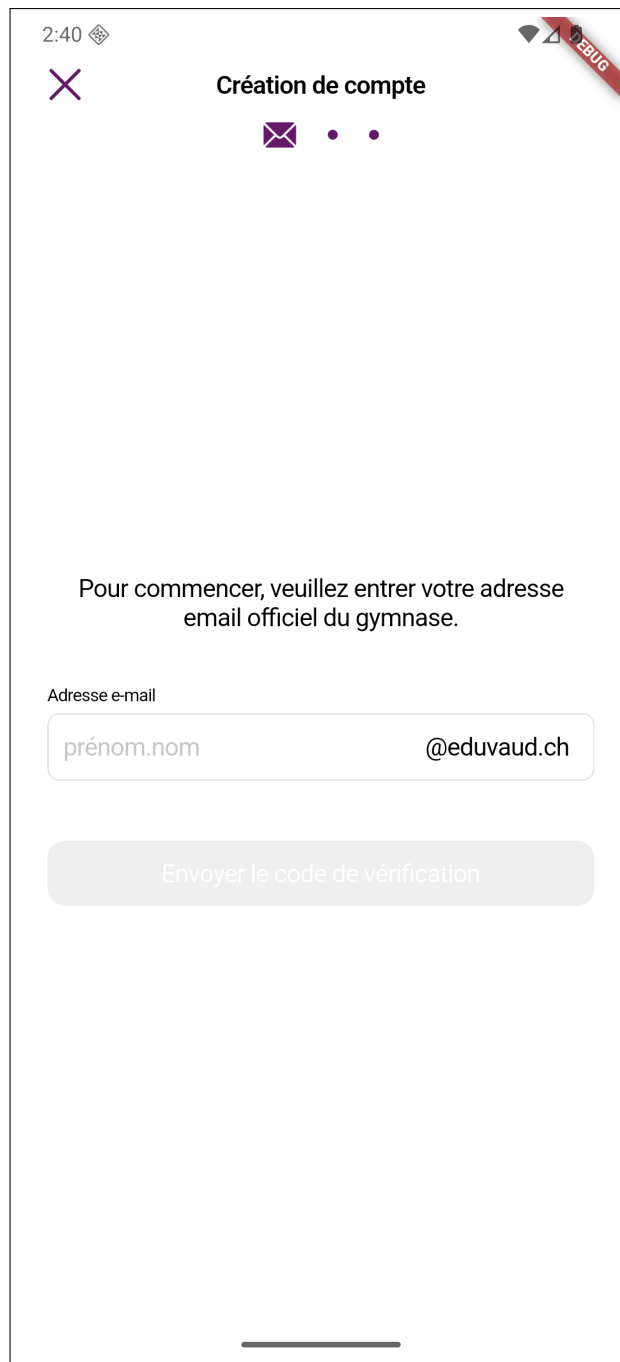 2:40
DEBUG
Création de compte
Pour commencer, veuillez entrer votre adresse
email officiel du gymnase.
Adresse e-mail
prénom.nom @eduvaud.ch
Envoyer le code de vérification